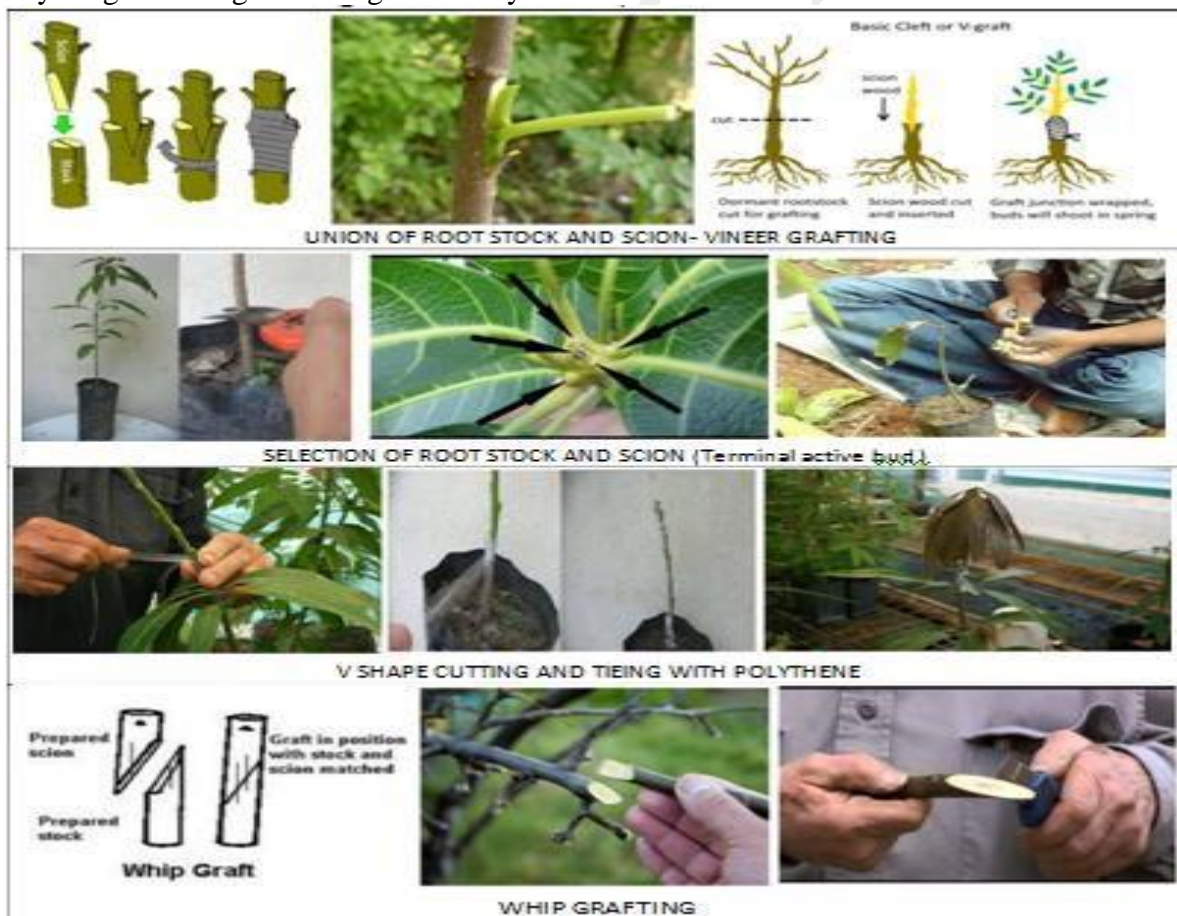 Scion
Stock
Basic Cleft or V-graft
scion
wood
cut
Dormant rootstock
cut for grafting
Scion wood cut
and inserted
Graft junction wrapped,
buds will shoot in spring
UNION OF ROOT STOCK AND SCION- VINEER GRAFTING
SELECTION OF ROOT STOCK AND SCION (Terminal active bud)
V SHAPE CUTTING AND TIEING WITH POLYTHENE
Prepared
scion
Graft in position
with stock and
scion matched
Prepared
stock
Whip Graft
WHIP GRAFTING